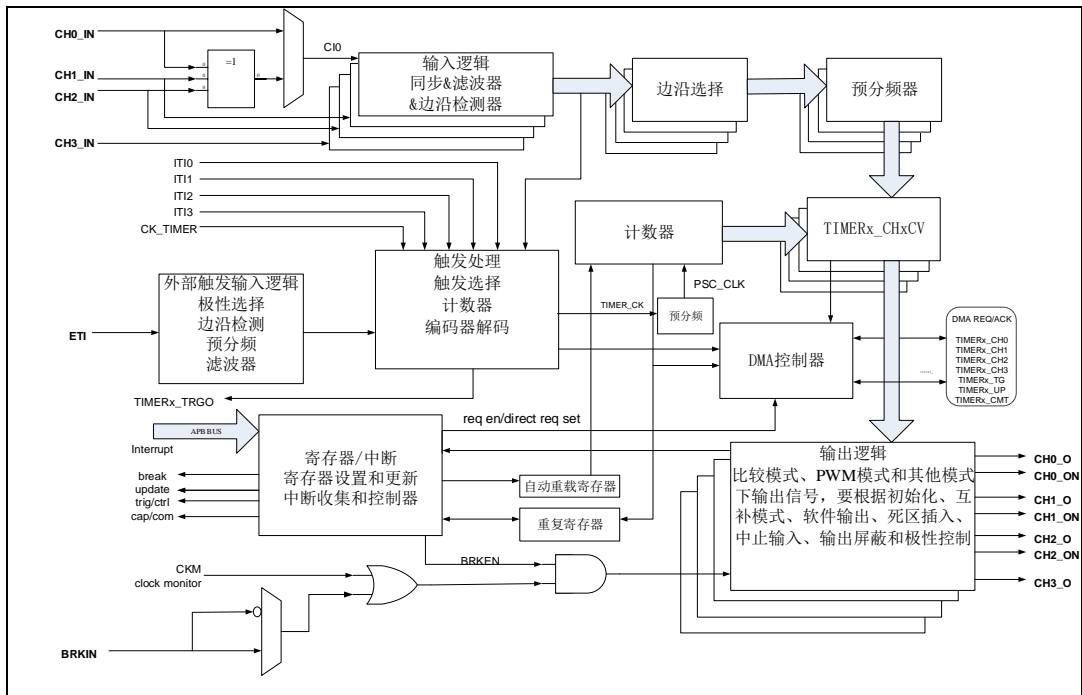 CH0_IN
CH1_IN
CH2_IN
CH3_IN
=1
CI0
输入逻辑
同步&滤波器
&边沿检测器
边沿选择
预分频器
ITI0
ITI1
ITI2
ITI3
CK_TIMER
计数器
TIMERx_CHxCV
外部触发输入逻辑
极性选择
边沿检测
预分频
滤波器
ETI
触发处理
触发选择
计数器
编码器解码
TIMER_CK
PSC_CLK
预分频
DMA控制器
DMA REQ/ACK
TIMERx_CH0
TIMERx_CH1
TIMERx_CH2
TIMERx_CH3
TIMERx_TG
TIMERx_UP
TIMERx_CMT
......
TIMERx_TRGO
APB BUS
Interrupt
break
update
trig/ctrl
cap/com
寄存器/中断
寄存器设置和更新
中断收集和控制器
req en/direct req set
自动重载寄存器
重复寄存器
输出逻辑
比较模式、PWM模式和其他模式
下输出信号，要根据初始化、互
补模式、软件输出、死区插入、
中止输入、输出屏蔽和极性控制
CH0_O
CH0_ON
CH1_O
CH1_ON
CH2_O
CH2_ON
CH3_O
BRKEN
CKM
clock monitor
BRKIN